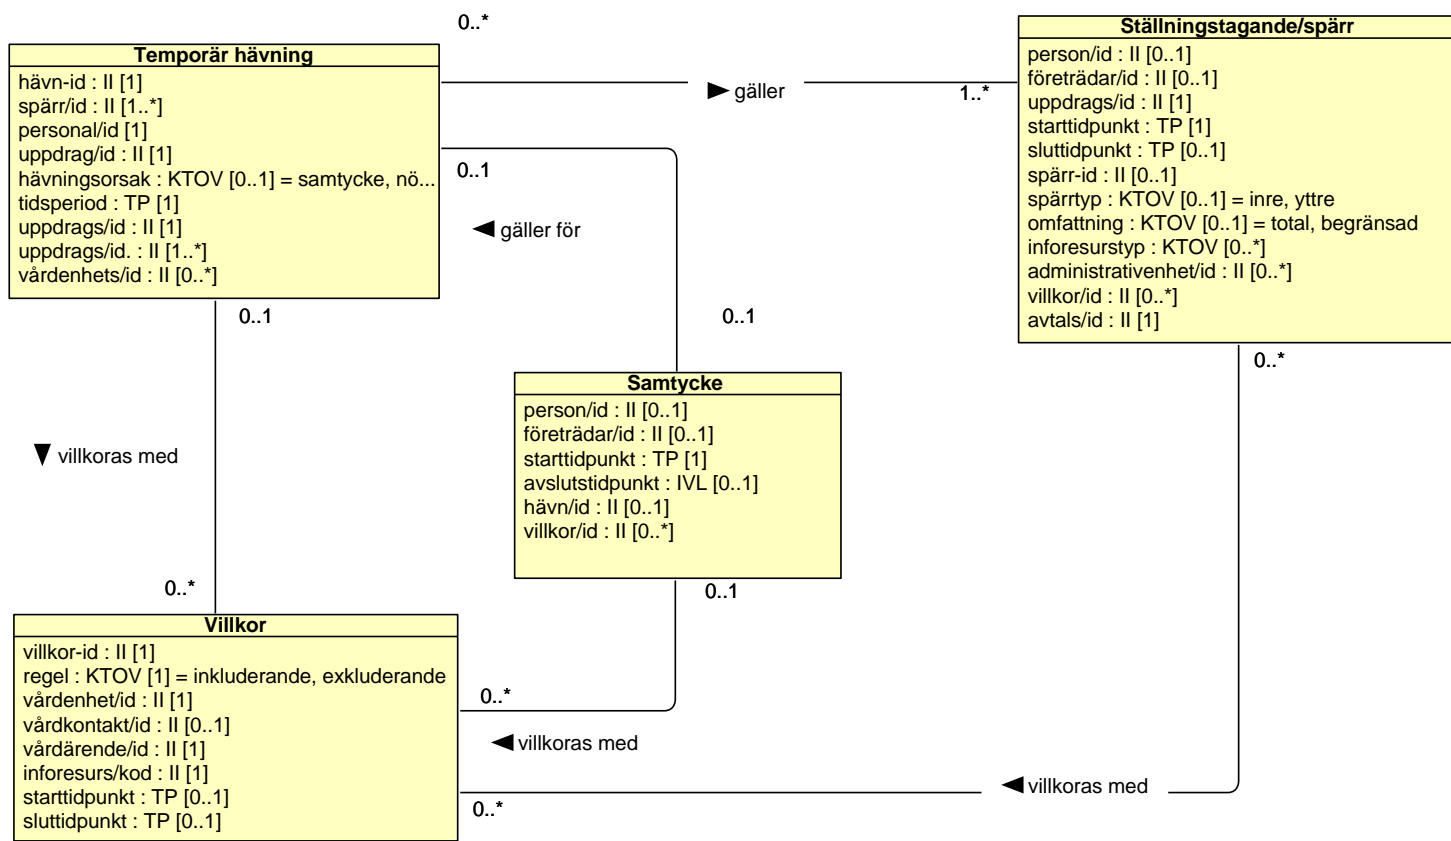 0..*
Temporär hävning
hävn-id : II [1]
spärr/id : II [1..*]
personal/id [1]
uppdrag/id : II [1]
hävningsorsak : KTOV [0..1] = samtycke, nö...
tidsperiod : TP [1]
uppdrags/id : II [1]
uppdrags/id. : II [1..*]
vårdenhets/id : II [0..*]
► gäller
1..*
Ställningstagande/spärr
person/id : II [0..1]
företrädar/id : II [0..1]
uppdrags/id : II [1]
starttidpunkt : TP [1]
sluttidpunkt : TP [0..1]
spärr-id : II [0..1]
spärrtyp : KTOV [0..1] = inre, yttre
omfattning : KTOV [0..1] = total, begränsad
inforesurstyp : KTOV [0..*]
administrativenhet/id : II [0..*]
villkor/id : II [0..*]
avtals/id : II [1]
0..1
◄ gäller för
0..1
0..1
0..*
Samtycke
person/id : II [0..1]
företrädar/id : II [0..1]
starttidpunkt : TP [1]
avslutstidpunkt : IVL [0..1]
hävn/id : II [0..1]
villkor/id : II [0..*]
▼ villkoras med
0..*
0..1
Villkor
villkor-id : II [1]
regel : KTOV [1] = inkluderande, exkluderande
vårdenhet/id : II [1]
vårdkontakt/id : II [0..1]
vårdärende/id : II [1]
inforesurs/kod : II [1]
starttidpunkt : TP [0..1]
sluttidpunkt : TP [0..1]
0..*
◄ villkoras med
◄ villkoras med
0..*